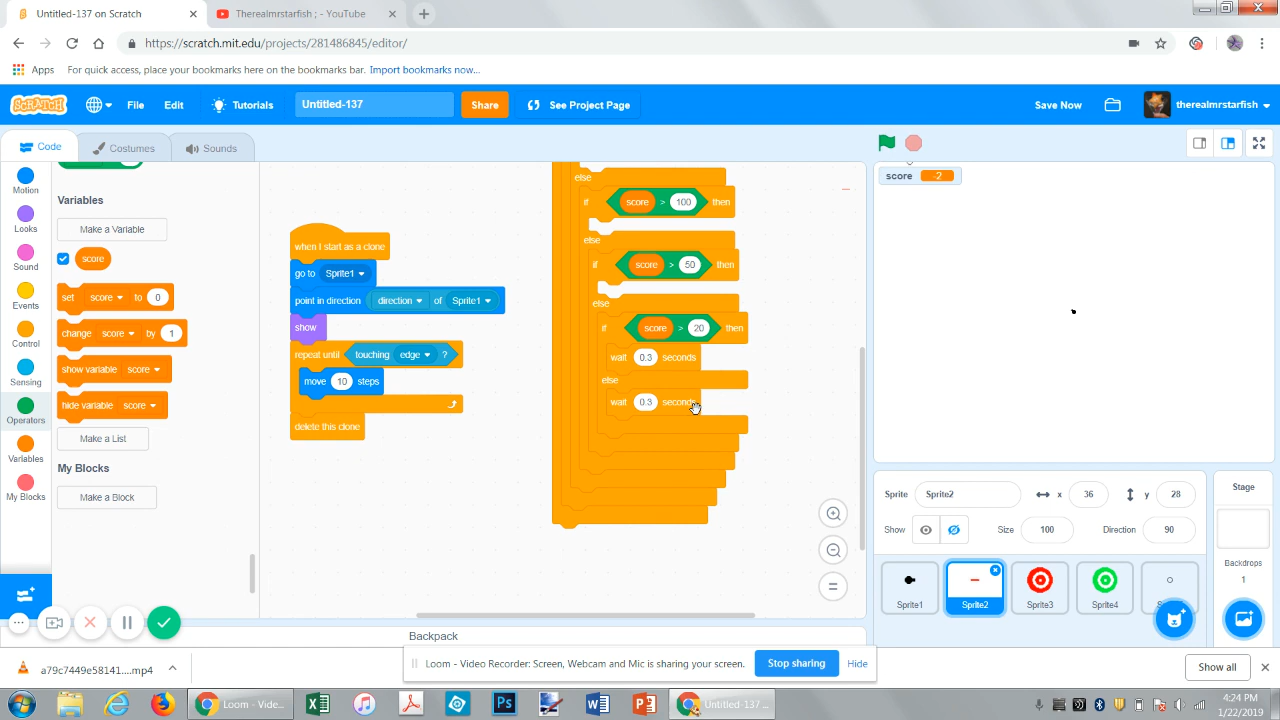 Untitled-137 on Scratch
Therealmrstarfish ; - YouTube
https://scratch.mit.edu/projects/281486845/editor/
Apps For quick access, place your bookmarks here on the bookmarks bar. Import bookmarks now...
SCRATCH File Edit Tutorials Untitled-137 Share See Project Page Save Now therealmrstarfish
Code Costumes Sounds
Motion
Looks
Sound
Events
Control
Sensing
Operators
Variables
My Blocks
Variables
Make a Variable
score
set score to 0
change score by 1
show variable score
hide variable score
Make a List
My Blocks
Make a Block
when I start as a clone
go to Sprite1
point in direction direction of Sprite1
show
repeat until touching edge ?
move 10 steps
delete this clone
else
if score > 100 then
else
if score > 50 then
else
if score > 20 then
wait 0.3 seconds
else
wait 0.3 seconds
score -2
Sprite Sprite2 x 36 y 28
Show Size 100 Direction 90
Sprite1
Sprite2
Sprite3
Sprite4
Stage
Backdrops
1
Backpack
a79c7449e58141....mp4
Loom - Video Recorder: Screen, Webcam and Mic is sharing your screen. Stop sharing Hide
Show all
Loom - Vide...
Untitled-137 ...
4:24 PM
1/22/2019